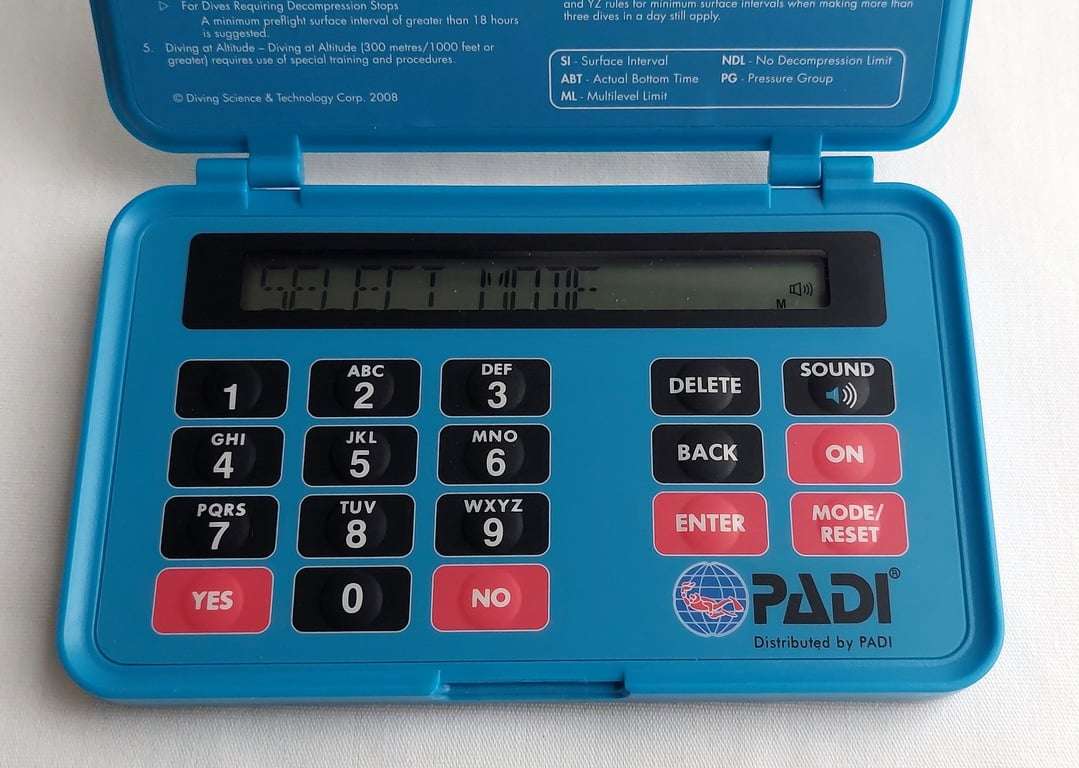 ▷ For Dives Requiring Decompression Stops
A minimum preflight surface interval of greater than 18 hours
is suggested.
5. Diving at Altitude – Diving at Altitude (300 metres/1000 feet or
greater) requires use of special training and procedures.
© Diving Science & Technology Corp. 2008
and YZ rules for minimum surface intervals when making more than
three dives in a day still apply.
SI - Surface Interval
NDL - No Decompression Limit
ABT - Actual Bottom Time
PG - Pressure Group
ML - Multilevel Limit
SELECT MODE
M
1
ABC
2
DEF
3
DELETE
SOUND
GHI
4
JKL
5
MNO
6
BACK
ON
PQRS
7
TUV
8
WXYZ
9
ENTER
MODE/
RESET
YES
0
NO
PADI®
Distributed by PADI